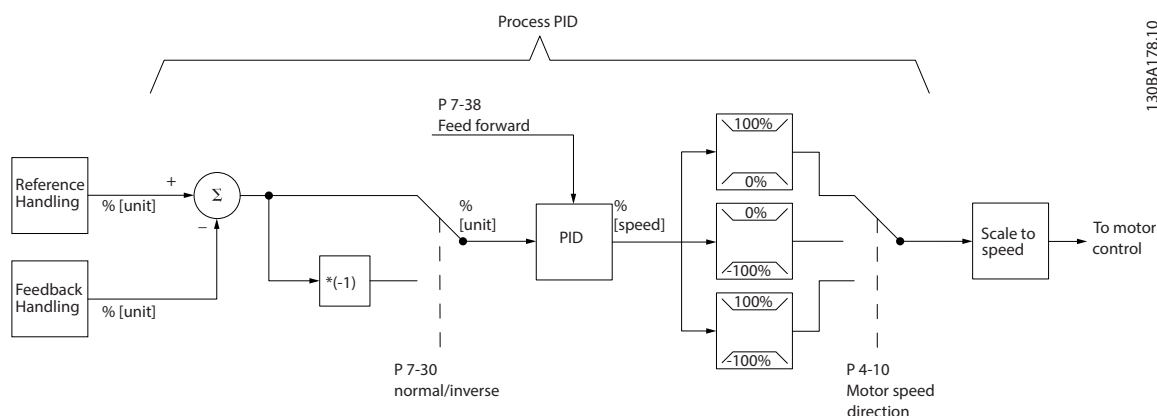 Process PID
130BA178.10
P 7-38
Feed forward
100%
0%
Reference
Handling
% [unit]
+
Σ
−
%
[unit]
PID
%
[speed]
0%
-100%
Scale to
speed
To motor
control
Feedback
Handling
% [unit]
*(-1)
100%
-100%
P 7-30
normal/inverse
P 4-10
Motor speed
direction